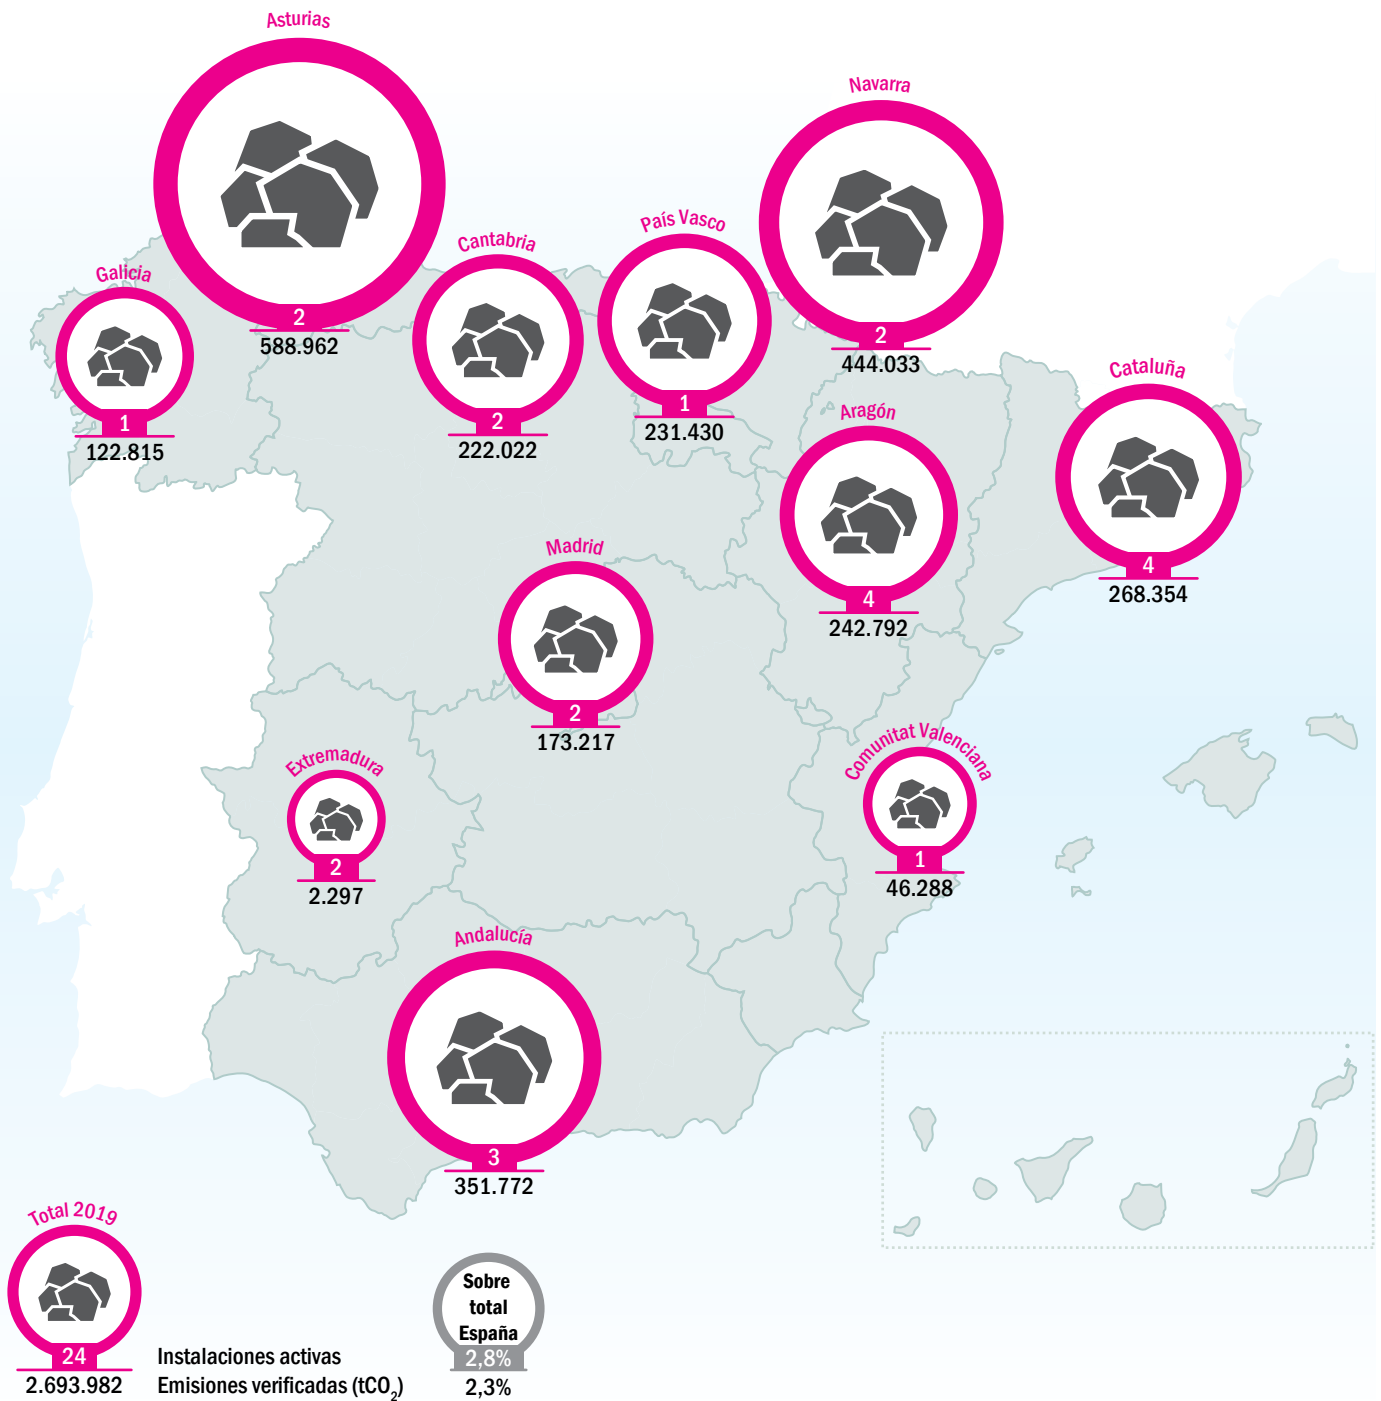 Asturias
2
588.962
Navarra
2
444.033
País Vasco
1
231.430
Cantabria
2
222.022
Galicia
1
122.815
Cataluña
4
268.354
Aragón
4
242.792
Madrid
2
173.217
Comunitat Valenciana
1
46.288
Extremadura
2
2.297
Andalucía
3
351.772
Total 2019
24
2.693.982
Instalaciones activas
Emisiones verificadas (tCO₂)
Sobre
total
España
2,8%
2,3%